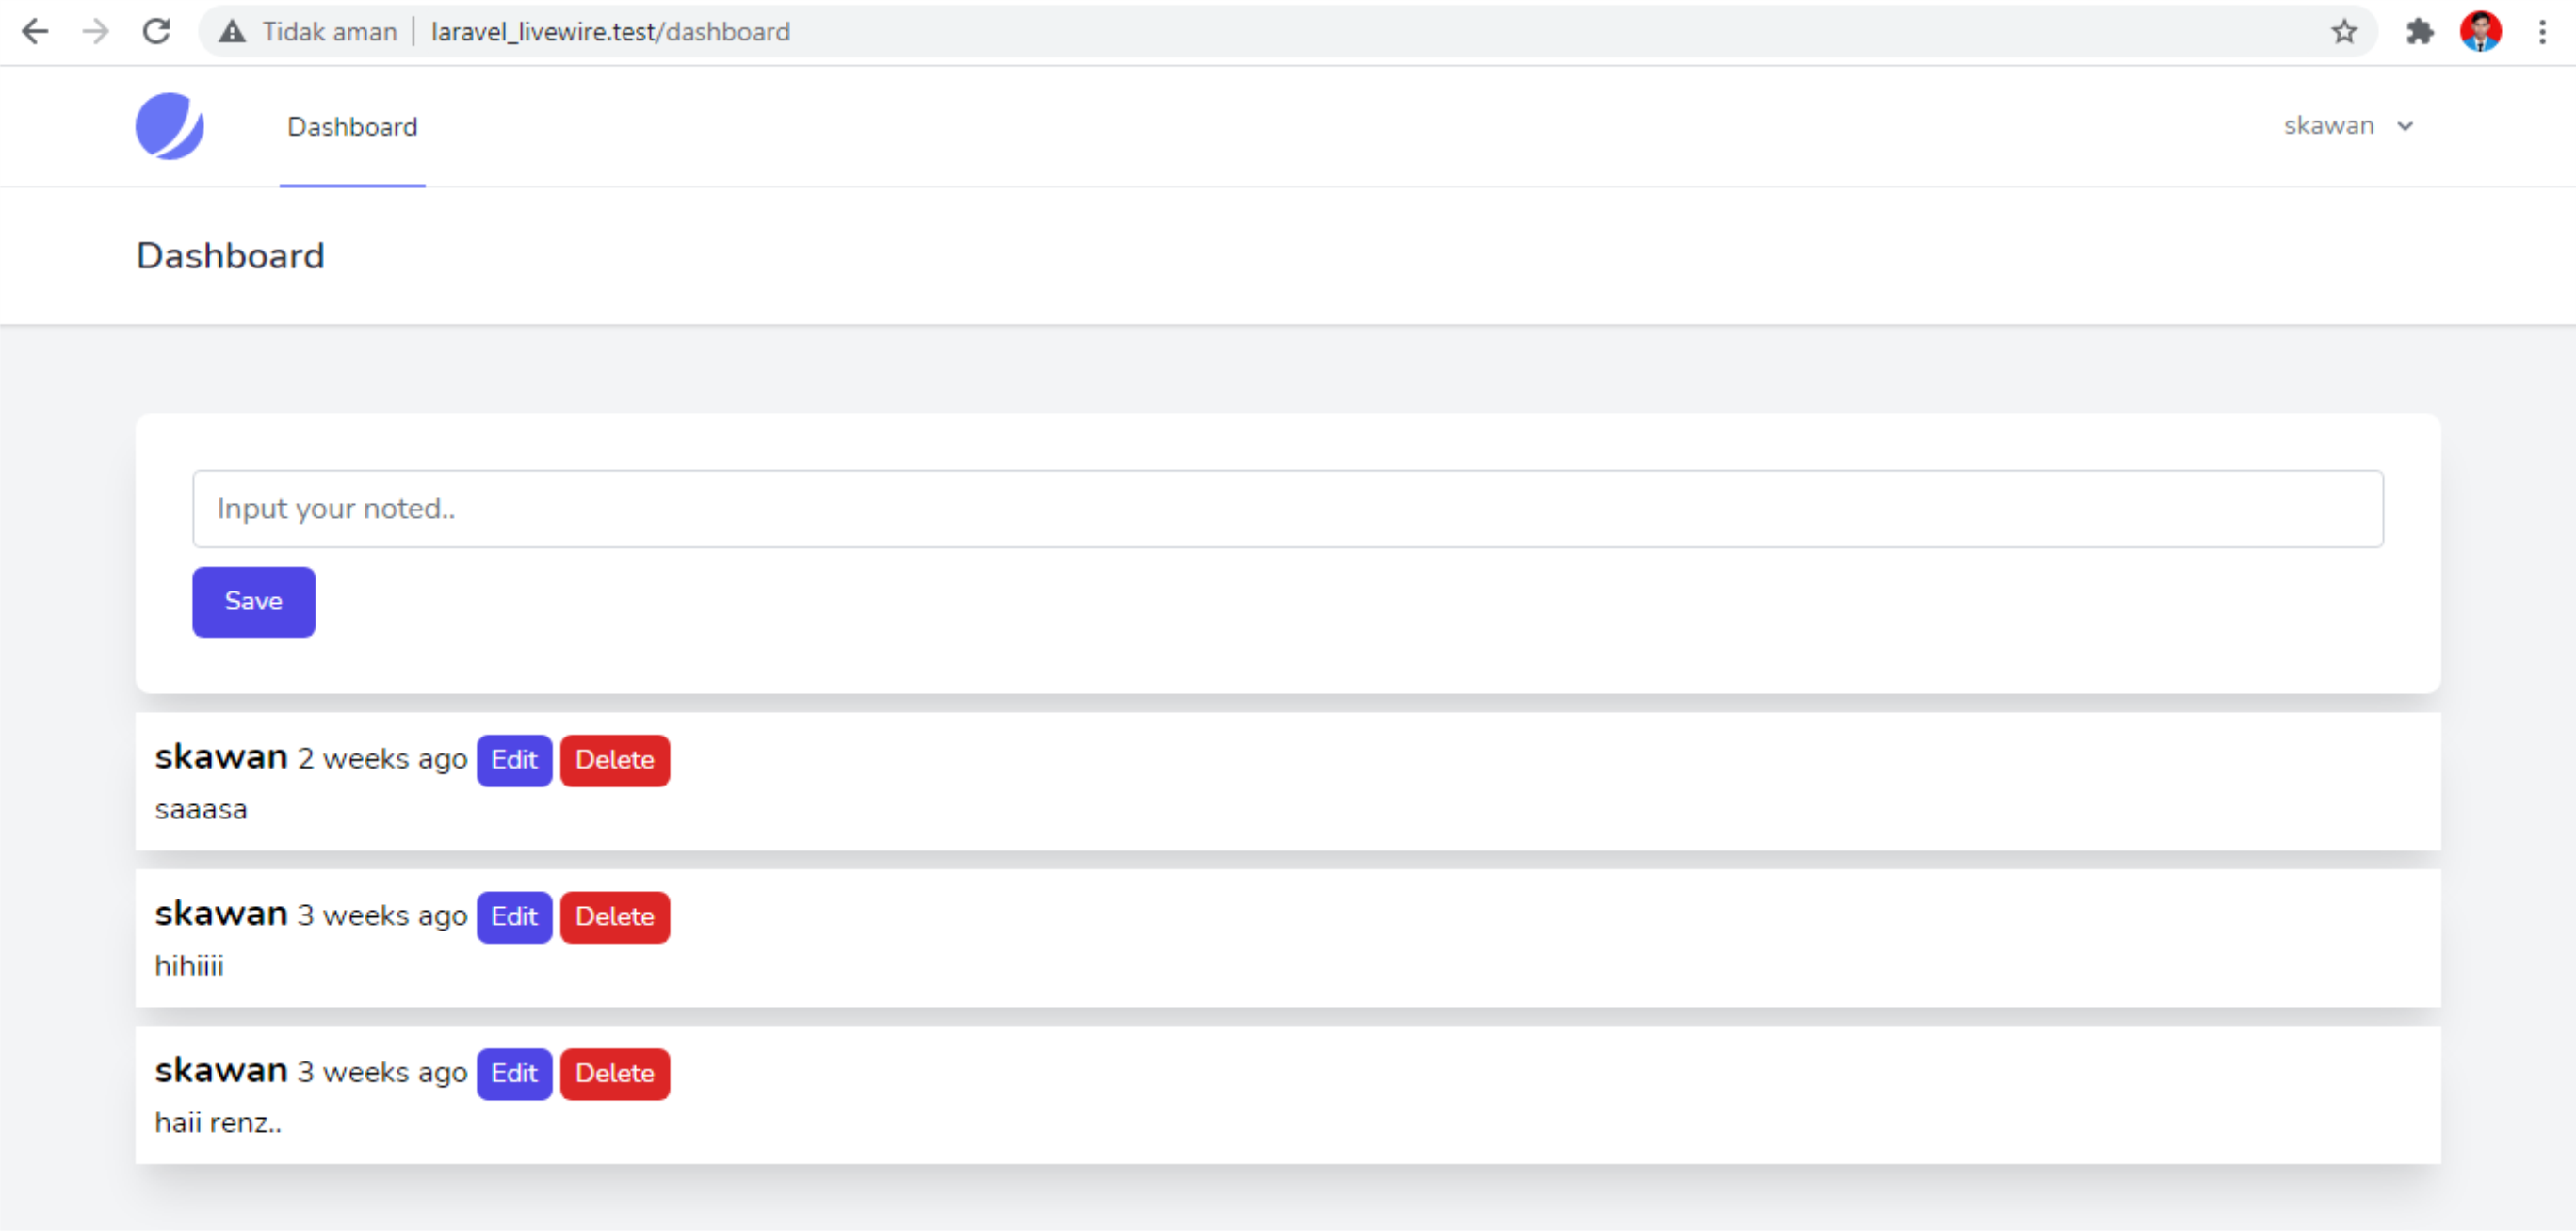 Tidak aman | laravel_livewire.test/dashboard
Dashboard
skawan
Dashboard
Input your noted..
Save
skawan 2 weeks ago Edit Delete
saaasa
skawan 3 weeks ago Edit Delete
hihiiii
skawan 3 weeks ago Edit Delete
haii renz..